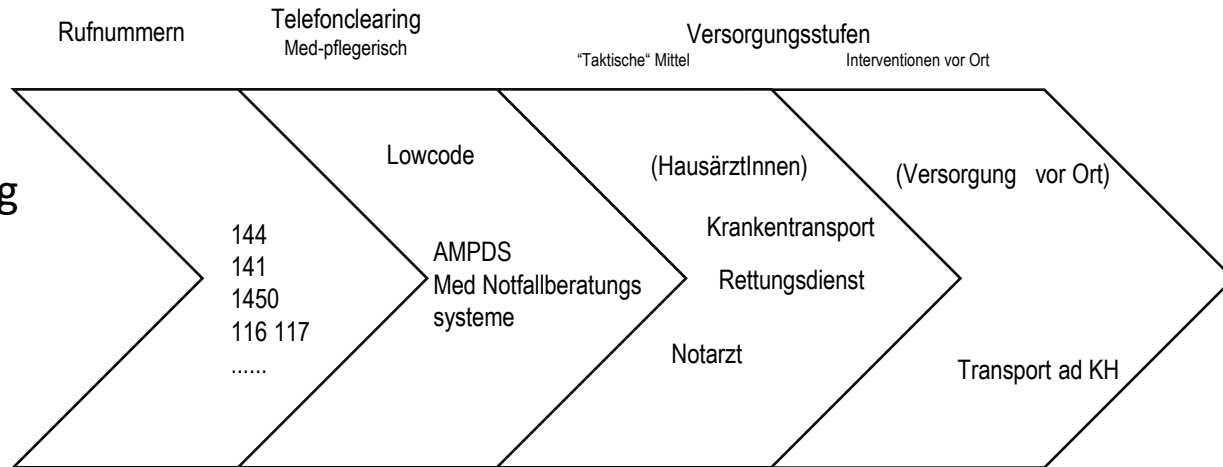 Rufnummern
Telefonclearing
Med-pflegerisch
Versorgungsstufen
"Taktische" Mittel
Interventionen vor Ort
g
144
141
1450
116 117
......
Lowcode
AMPDS
Med Notfallberatungs
systeme
(HausärztInnen)
Krankentransport
Rettungsdienst
Notarzt
(Versorgung vor Ort)
Transport ad KH